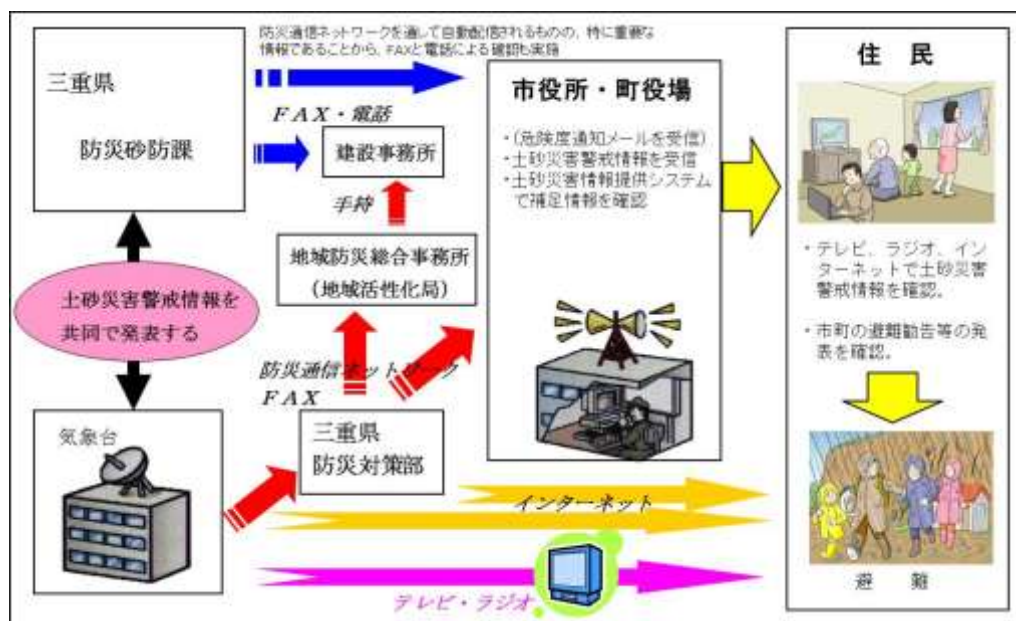 防災通信ネットワークを通して自動配信されるものの、特に重要な
情報であることから、FAXと電話による確認も実施
三重県
防災砂防課
FAX・電話
建設事務所
手持
地域防災総合事務所
（地域活性化局）
土砂災害警戒情報を
共同で発表する
防災通信ネットワーク
FAX
気象台
三重県
防災対策部
市役所・町役場
・(危険度通知メールを受信)
・土砂災害警戒情報を受信
・土砂災害情報提供システム
で補足情報を確認
インターネット
テレビ・ラジオ
住 民
・テレビ、ラジオ、イン
ターネットで土砂災害
警戒情報を確認。
・市町の避難勧告等の発
表を確認。
避 難